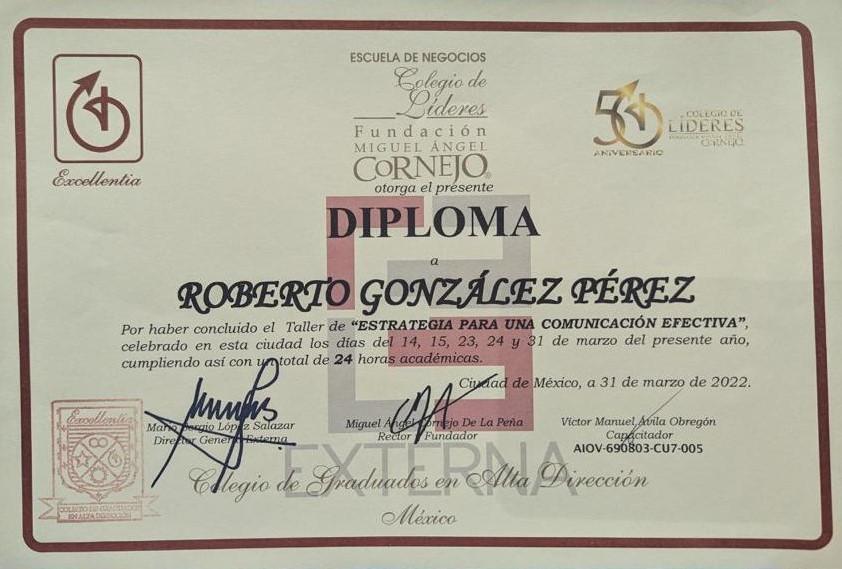 ESCUELA DE NEGOCIOS
Colegio de
Líderes
Fundación
MIGUEL ÁNGEL
CORNEJO®
otorga el presente
Excellentia
50
ANIVERSARIO
COLEGIO DE
LÍDERES
CORNEJO
DIPLOMA
a
ROBERTO GONZÁLEZ PÉREZ
Por haber concluido el Taller de “ESTRATEGIA PARA UNA COMUNICACIÓN EFECTIVA”,
celebrado en esta ciudad los días del 14, 15, 23, 24 y 31 de marzo del presente año,
cumpliendo así con un total de 24 horas académicas.
Ciudad de México, a 31 de marzo de 2022.
Mario Sergio López Salazar
Director General Externa
Miguel Ángel Cornejo De La Peña
Rector Fundador
Víctor Manuel Ávila Obregón
Capacitador
AIOV-690803-CU7-005
Excellentia
COLEGIO DE GRADUADOS
EN ALTA DIRECCIÓN
EXTERNA
Colegio de Graduados en Alta Dirección
México